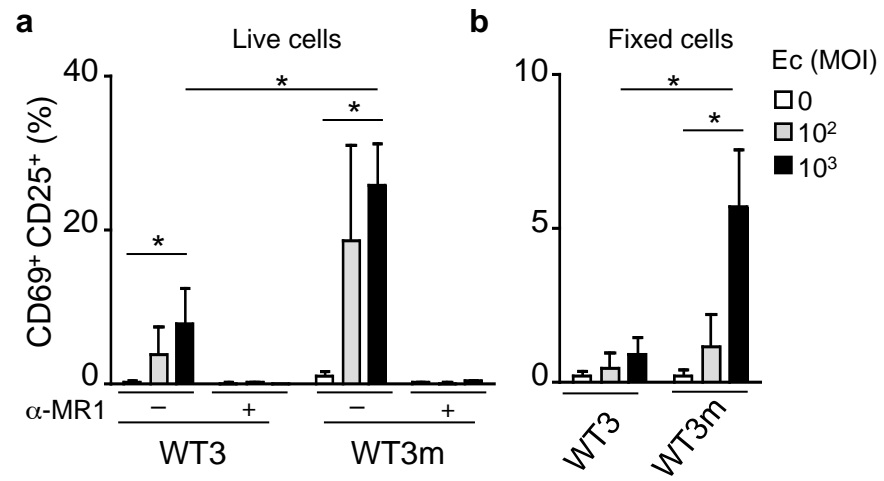 a
Live cells
CD69⁺ CD25⁺ (%)
40
20
0
*
*
*
α-MR1
– + – +
WT3 WT3m
b
Fixed cells
10
5
0
*
*
WT3 WT3m
Ec (MOI)
0
10²
10³